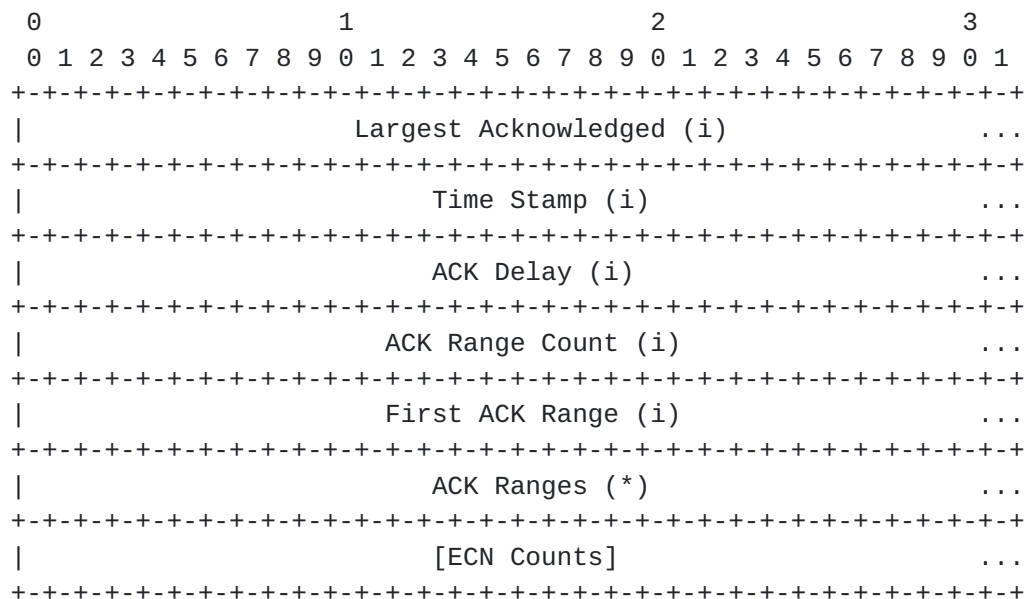 0                   1                   2                   3
 0 1 2 3 4 5 6 7 8 9 0 1 2 3 4 5 6 7 8 9 0 1 2 3 4 5 6 7 8 9 0 1
+-+-+-+-+-+-+-+-+-+-+-+-+-+-+-+-+-+-+-+-+-+-+-+-+-+-+-+-+-+-+-+-+
|                     Largest Acknowledged (i)                ...
+-+-+-+-+-+-+-+-+-+-+-+-+-+-+-+-+-+-+-+-+-+-+-+-+-+-+-+-+-+-+-+-+
|                          Time Stamp (i)                     ...
+-+-+-+-+-+-+-+-+-+-+-+-+-+-+-+-+-+-+-+-+-+-+-+-+-+-+-+-+-+-+-+-+
|                          ACK Delay (i)                      ...
+-+-+-+-+-+-+-+-+-+-+-+-+-+-+-+-+-+-+-+-+-+-+-+-+-+-+-+-+-+-+-+-+
|                       ACK Range Count (i)                   ...
+-+-+-+-+-+-+-+-+-+-+-+-+-+-+-+-+-+-+-+-+-+-+-+-+-+-+-+-+-+-+-+-+
|                       First ACK Range (i)                   ...
+-+-+-+-+-+-+-+-+-+-+-+-+-+-+-+-+-+-+-+-+-+-+-+-+-+-+-+-+-+-+-+-+
|                          ACK Ranges (*)                     ...
+-+-+-+-+-+-+-+-+-+-+-+-+-+-+-+-+-+-+-+-+-+-+-+-+-+-+-+-+-+-+-+-+
|                          [ECN Counts]                       ...
+-+-+-+-+-+-+-+-+-+-+-+-+-+-+-+-+-+-+-+-+-+-+-+-+-+-+-+-+-+-+-+-+